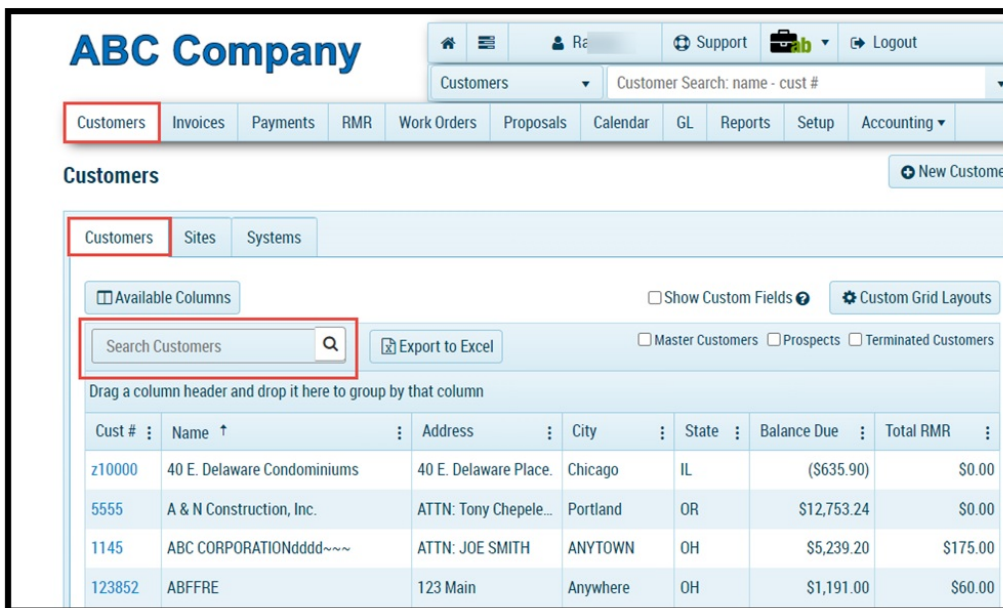 ABC Company
Ra Support ab Logout
Customers Customer Search: name - cust #
Customers Invoices Payments RMR Work Orders Proposals Calendar GL Reports Setup Accounting
Customers New Custome
Customers Sites Systems
Available Columns Show Custom Fields Custom Grid Layouts
Search Customers Export to Excel Master Customers Prospects Terminated Customers
Drag a column header and drop it here to group by that column
Cust # Name ↑ Address City State Balance Due Total RMR
z10000 40 E. Delaware Condominiums 40 E. Delaware Place. Chicago IL ($635.90) $0.00
5555 A & N Construction, Inc. ATTN: Tony Chepele... Portland OR $12,753.24 $0.00
1145 ABC CORPORATIONdddd~~~ ATTN: JOE SMITH ANYTOWN OH $5,239.20 $175.00
123852 ABFFRE 123 Main Anywhere OH $1,191.00 $60.00